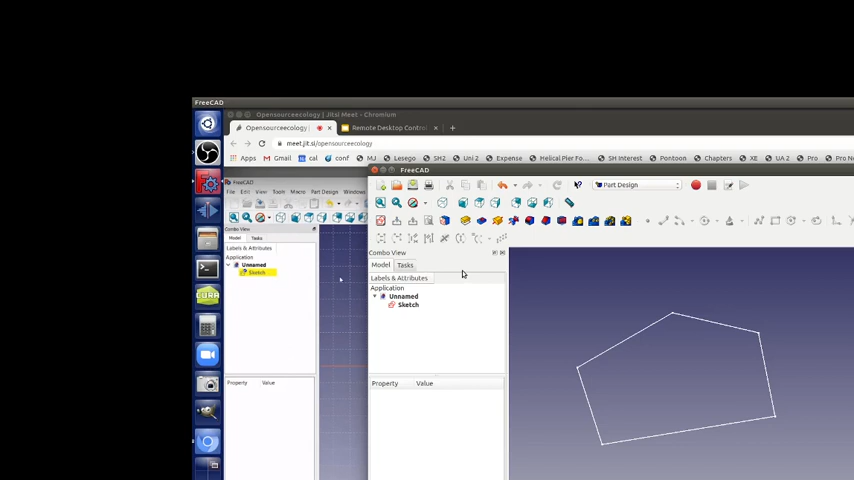 FreeCAD
Opensourceecology | Jitsi Meet - Chromium
Opensourceecology |
Remote Desktop Control
meet.jit.si/opensourceecology
Apps
Gmail
cal
conf
MJ
Lesego
SH2
Uni 2
Expense
Helical Pier Fo...
SH Interest
Pontoon
Chapters
XE
UA 2
Pro
FreeCAD
File Edit View Tools Macro Part Design Windows
Combo View
Model Tasks
Labels & Attributes
Application
Unnamed
Sketch
Property Value
FreeCAD
Part Design
Combo View
Model Tasks
Labels & Attributes
Application
Unnamed
Sketch
Property Value
CURA